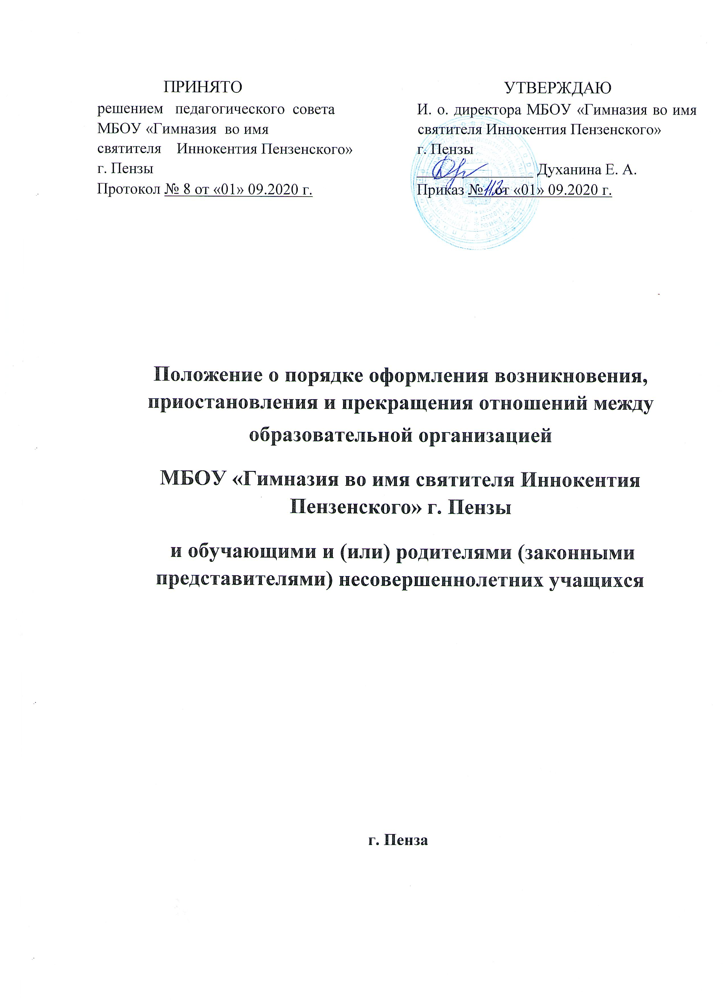 ПРИНЯТО
решением педагогического совета
МБОУ «Гимназия во имя
святителя Иннокентия Пензенского»
г. Пензы
Протокол № 8 от «01» 09.2020 г.
УТВЕРЖДАЮ
И. о. директора МБОУ «Гимназия во имя
святителя Иннокентия Пензенского»
г. Пензы
Духанина Е. А.
Приказ № от «01» 09.2020 г.
Положение о порядке оформления возникновения,
приостановления и прекращения отношений между
образовательной организацией
МБОУ «Гимназия во имя святителя Иннокентия
Пензенского» г. Пензы
и обучающими и (или) родителями (законными
представителями) несовершеннолетних учащихся
г. Пенза